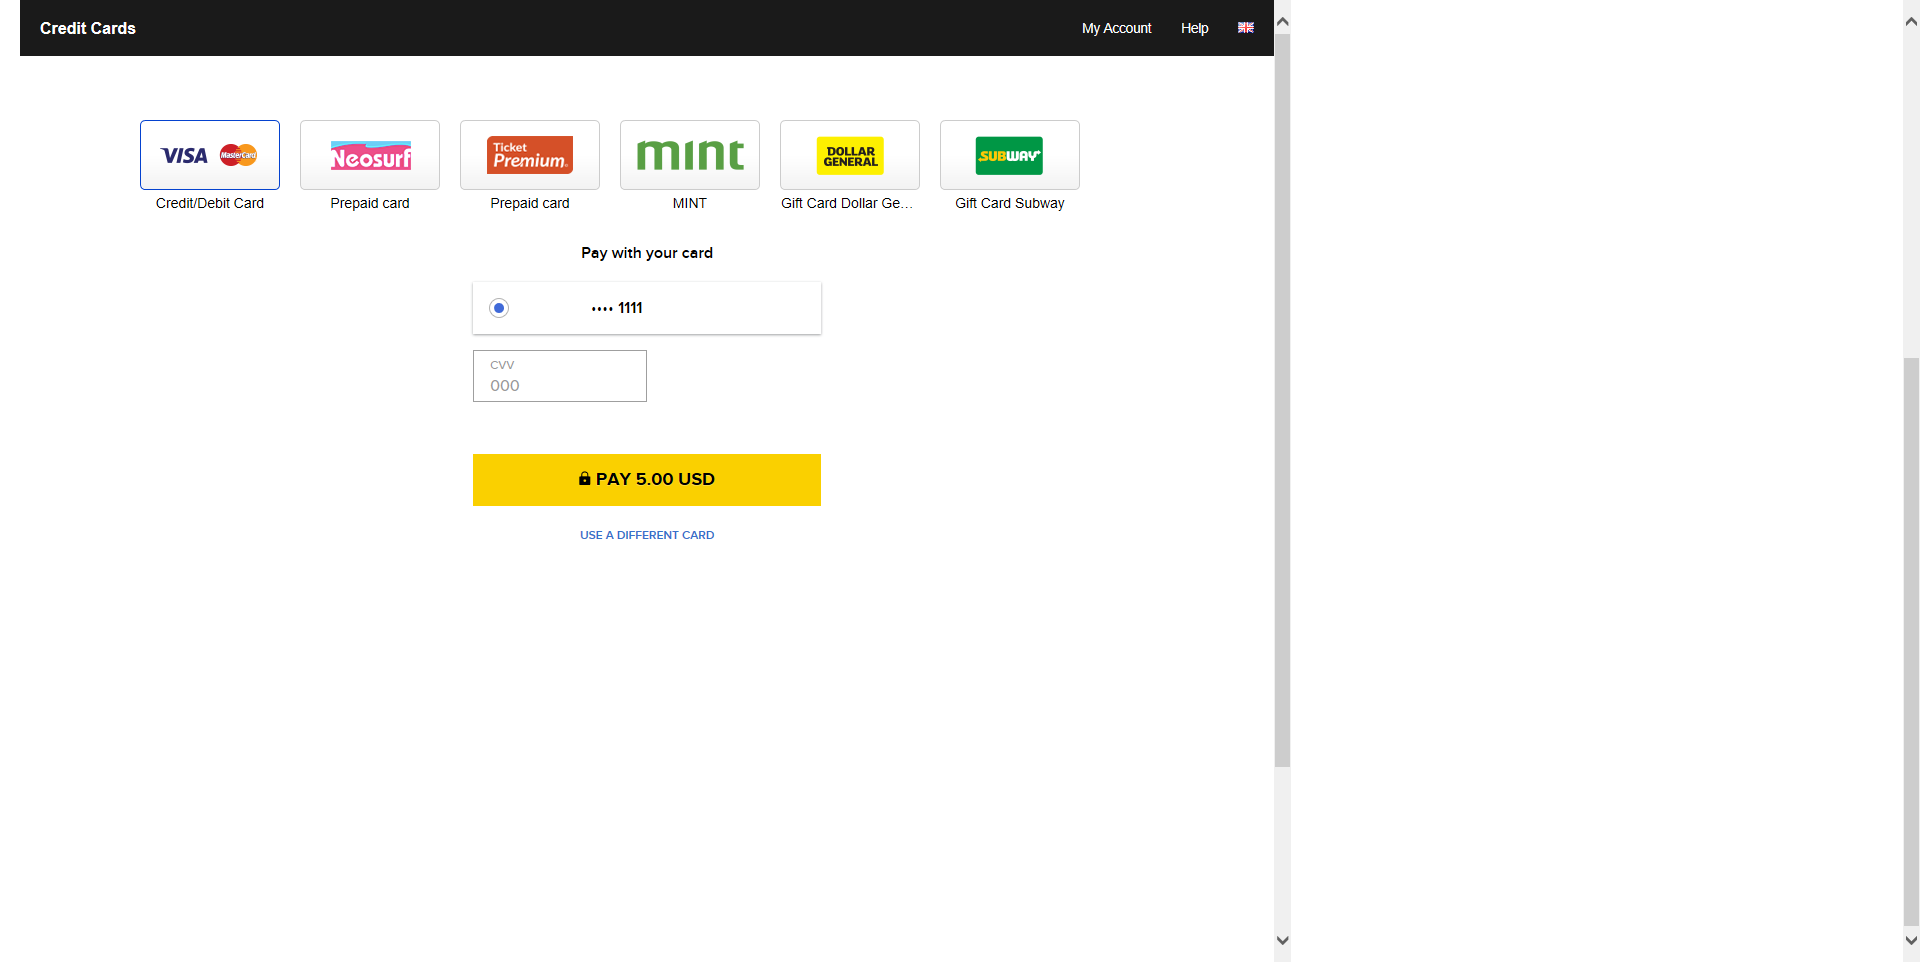 Credit Cards
My Account Help
VISA MasterCard
Neosurf
Ticket Premium
mint
DOLLAR GENERAL
SUBWAY
Credit/Debit Card
Prepaid card
Prepaid card
MINT
Gift Card Dollar Ge...
Gift Card Subway
Pay with your card
•••• 1111
CVV
000
PAY 5.00 USD
USE A DIFFERENT CARD